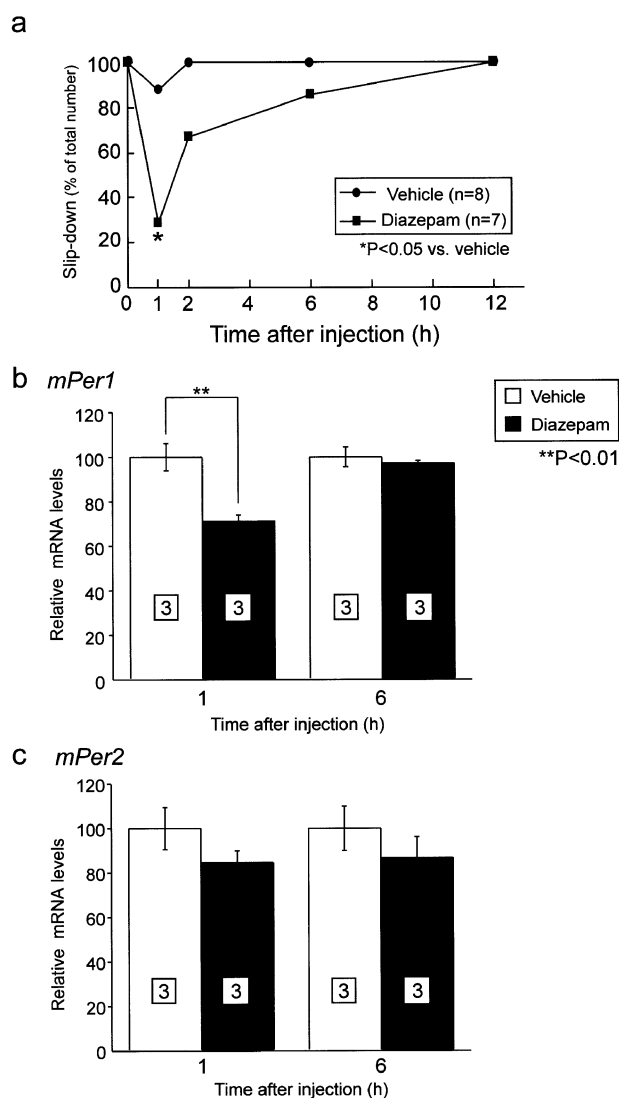 a
100
80
60
40
20
0
Slip-down (% of total number)
*
Vehicle (n=8)
Diazepam (n=7)
*P<0.05 vs. vehicle
0 1 2 4 6 8 10 12
Time after injection (h)
b mPer1
Vehicle
Diazepam
**P<0.01
**
120
100
80
60
40
20
0
Relative mRNA levels
3 3 3 3
1 6
Time after injection (h)
c mPer2
120
100
80
60
40
20
0
Relative mRNA levels
3 3 3 3
1 6
Time after injection (h)